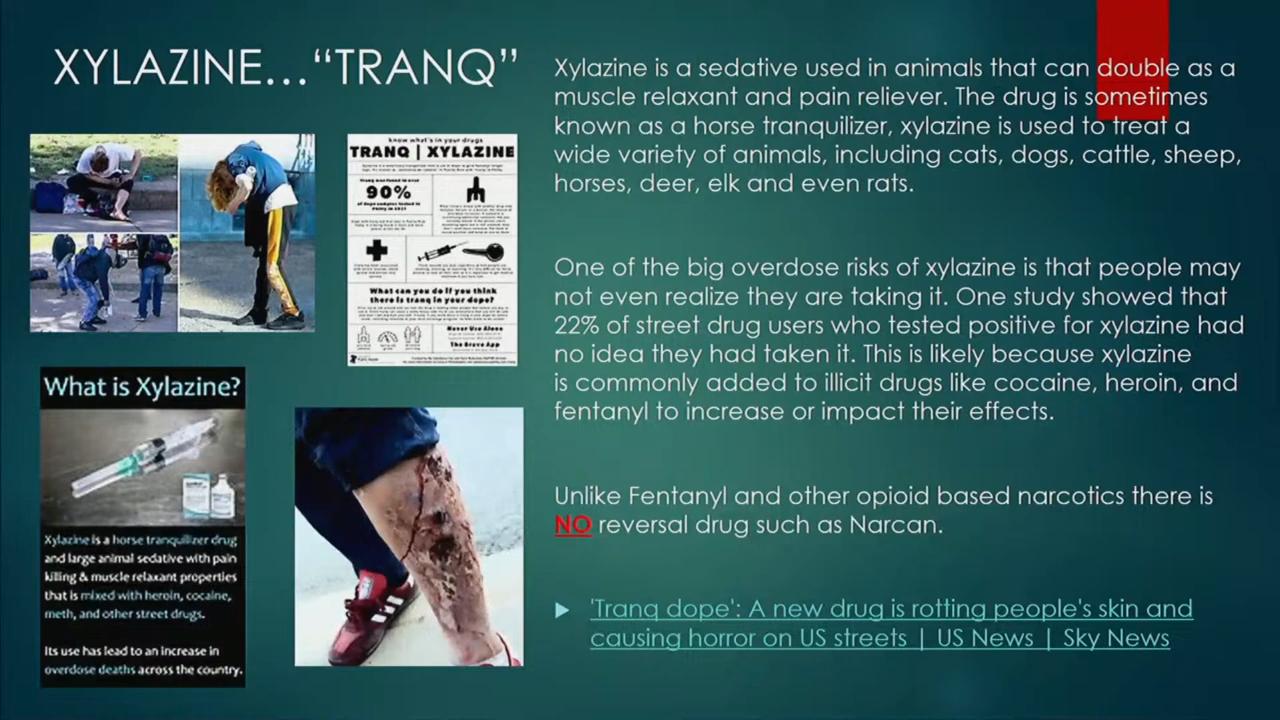 XYLAZINE…“TRANQ”
Xylazine is a sedative used in animals that can double as a
muscle relaxant and pain reliever. The drug is sometimes
known as a horse tranquilizer, xylazine is used to treat a
wide variety of animals, including cats, dogs, cattle, sheep,
horses, deer, elk and even rats.
One of the big overdose risks of xylazine is that people may
not even realize they are taking it. One study showed that
22% of street drug users who tested positive for xylazine had
no idea they had taken it. This is likely because xylazine
is commonly added to illicit drugs like cocaine, heroin, and
fentanyl to increase or impact their effects.
Unlike Fentanyl and other opioid based narcotics there is
NO reversal drug such as Narcan.
'Tranq dope': A new drug is rotting people's skin and
causing horror on US streets | US News | Sky News
know what's in your drugs
TRANQ | XYLAZINE
Tranq was found in over
90%
of dope samples tested in
Philly in 2021
What can you do if you think
there is tranq in your dope?
Never Use Alone
The Brave App
What is Xylazine?
Xylazine is a horse tranquilizer drug
and large animal sedative with pain
killing & muscle relaxant properties
that is mixed with heroin, cocaine,
meth, and other street drugs.
Its use has lead to an increase in
overdose deaths across the country.